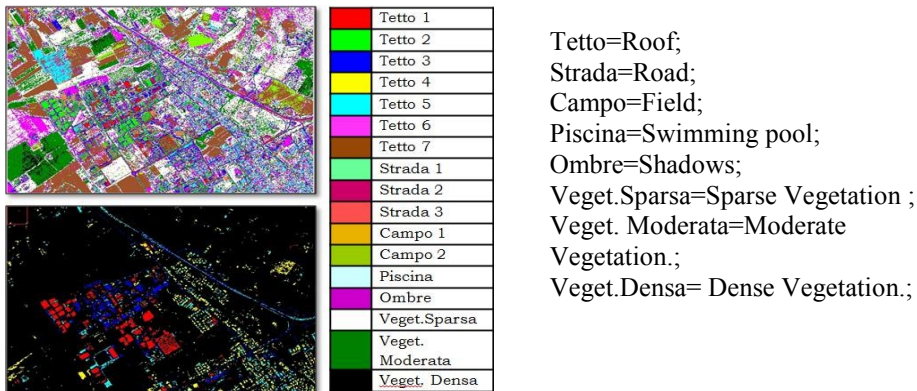 Tetto 1
Tetto 2
Tetto 3
Tetto 4
Tetto 5
Tetto 6
Tetto 7
Strada 1
Strada 2
Strada 3
Campo 1
Campo 2
Piscina
Ombre
Veget.Sparsa
Veget.
Moderata
Veget. Densa
Tetto=Roof;
Strada=Road;
Campo=Field;
Piscina=Swimming pool;
Ombre=Shadows;
Veget.Sparsa=Sparse Vegetation ;
Veget. Moderata=Moderate
Vegetation.;
Veget.Densa= Dense Vegetation.;